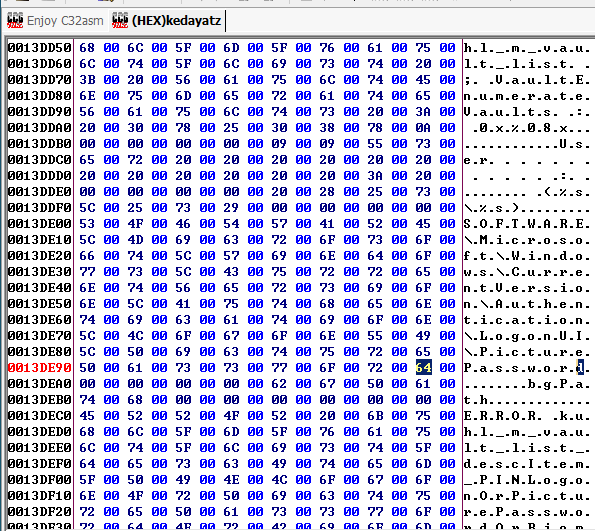 Enjoy C32asm (HEX)kedayatz
0013DD50 68 00 6C 00 5F 00 6D 00 5F 00 76 00 61 00 75 00 h.l._.m._.v.a.u.
0013DD60 6C 00 74 00 5F 00 6C 00 69 00 73 00 74 00 20 00 l.t._.l.i.s.t. .
0013DD70 3B 00 20 00 56 00 61 00 75 00 6C 00 74 00 45 00 ;. .V.a.u.l.t.E.
0013DD80 6E 00 75 00 6D 00 65 00 72 00 61 00 74 00 65 00 n.u.m.e.r.a.t.e.
0013DD90 56 00 61 00 75 00 6C 00 74 00 73 00 20 00 3A 00 V.a.u.l.t.s. .:.
0013DDA0 20 00 30 00 78 00 25 00 30 00 38 00 78 00 0A 00  .0.x.%.0.8.x...
0013DDB0 00 00 00 00 00 00 00 00 09 00 09 00 55 00 73 00 ............U.s.
0013DDC0 65 00 72 00 20 00 20 00 20 00 20 00 20 00 20 00 e.r. . . . . . .
0013DDD0 20 00 20 00 20 00 20 00 20 00 20 00 3A 00 20 00  . . . . . .:. .
0013DDE0 00 00 00 00 00 00 00 00 20 00 28 00 25 00 73 00 ........ .(.%.s.
0013DDF0 5C 00 25 00 73 00 29 00 00 00 00 00 00 00 00 00 \.%.s.).........
0013DE00 53 00 4F 00 46 00 54 00 57 00 41 00 52 00 45 00 S.O.F.T.W.A.R.E.
0013DE10 5C 00 4D 00 69 00 63 00 72 00 6F 00 73 00 6F 00 \.M.i.c.r.o.s.o.
0013DE20 66 00 74 00 5C 00 57 00 69 00 6E 00 64 00 6F 00 f.t.\.W.i.n.d.o.
0013DE30 77 00 73 00 5C 00 43 00 75 00 72 00 72 00 65 00 w.s.\.C.u.r.r.e.
0013DE40 6E 00 74 00 56 00 65 00 72 00 73 00 69 00 6F 00 n.t.V.e.r.s.i.o.
0013DE50 6E 00 5C 00 41 00 75 00 74 00 68 00 65 00 6E 00 n.\.A.u.t.h.e.n.
0013DE60 74 00 69 00 63 00 61 00 74 00 69 00 6F 00 6E 00 t.i.c.a.t.i.o.n.
0013DE70 5C 00 4C 00 6F 00 67 00 6F 00 6E 00 55 00 49 00 \.L.o.g.o.n.U.I.
0013DE80 5C 00 50 00 69 00 63 00 74 00 75 00 72 00 65 00 \.P.i.c.t.u.r.e.
0013DE90 50 00 61 00 73 00 73 00 77 00 6F 00 72 00 64 00 P.a.s.s.w.o.r.d.
0013DEA0 00 00 00 00 00 00 00 00 62 00 67 00 50 00 61 00 ........b.g.P.a.
0013DEB0 74 00 68 00 00 00 00 00 00 00 00 00 00 00 00 00 t.h.............
0013DEC0 45 00 52 00 52 00 4F 00 52 00 20 00 6B 00 75 00 E.R.R.O.R. .k.u.
0013DED0 68 00 6C 00 5F 00 6D 00 5F 00 76 00 61 00 75 00 h.l._.m._.v.a.u.
0013DEE0 6C 00 74 00 5F 00 6C 00 69 00 73 00 74 00 5F 00 l.t._.l.i.s.t._.
0013DEF0 64 00 65 00 73 00 63 00 49 00 74 00 65 00 6D 00 d.e.s.c.I.t.e.m.
0013DF00 5F 00 50 00 49 00 4E 00 4C 00 6F 00 67 00 6F 00 _.P.I.N.L.o.g.o.
0013DF10 6E 00 4F 00 72 00 50 00 69 00 63 00 74 00 75 00 n.O.r.P.i.c.t.u.
0013DF20 72 00 65 00 50 00 61 00 73 00 73 00 77 00 6F 00 r.e.P.a.s.s.w.o.
0013DF30 72 00 64 00 4F 00 72 00 42 00 69 00 6F 00 6D 00 r.d.O.r.B.i.o.m.